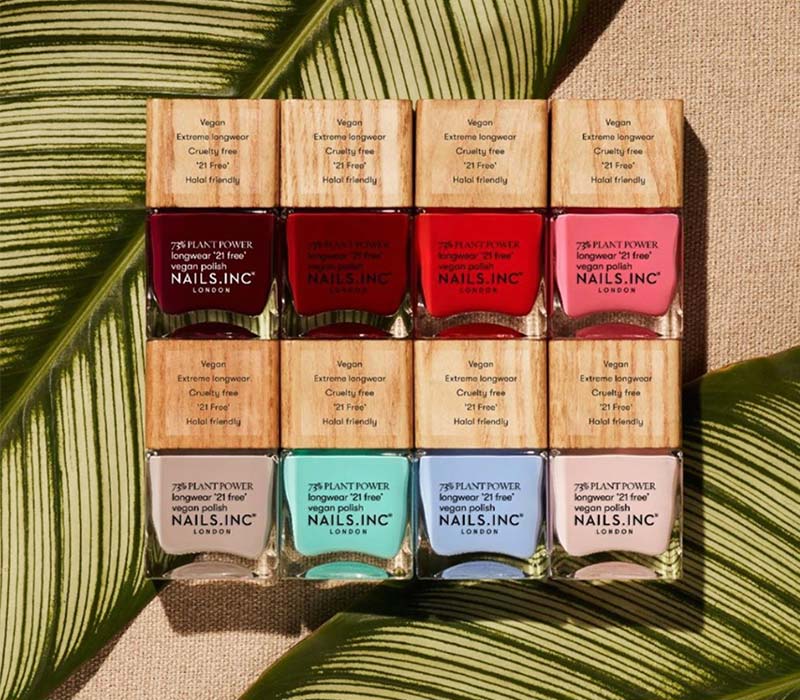 Vegan
Extreme longwear
Cruelty free
'21 Free'
Halal friendly
73% PLANT POWER
longwear '21 free'
vegan polish
NAILS.INC®
LONDON
Vegan
Extreme longwear
Cruelty free
'21 Free'
Halal friendly
73% PLANT POWER
longwear '21 free'
vegan polish
NAILS.INC®
LONDON
Vegan
Extreme longwear
Cruelty free
'21 Free'
Halal friendly
73% PLANT POWER
longwear '21 free'
vegan polish
NAILS.INC®
LONDON
Vegan
Extreme longwear
Cruelty free
'21 Free'
Halal friendly
73% PLANT POWER
longwear '21 free'
vegan polish
NAILS.INC®
LONDON
Vegan
Extreme longwear
Cruelty free
'21 Free'
Halal friendly
73% PLANT POWER
longwear '21 free'
vegan polish
NAILS.INC®
LONDON
Vegan
Extreme longwear
Cruelty free
'21 Free'
Halal friendly
73% PLANT POWER
longwear '21 free'
vegan polish
NAILS.INC®
LONDON
Vegan
Extreme longwear
Cruelty free
'21 Free'
Halal friendly
73% PLANT POWER
longwear '21 free'
vegan polish
NAILS.INC®
LONDON
Vegan
Extreme longwear
Cruelty free
'21 Free'
Halal friendly
73% PLANT POWER
longwear '21 free'
vegan polish
NAILS.INC®
LONDON